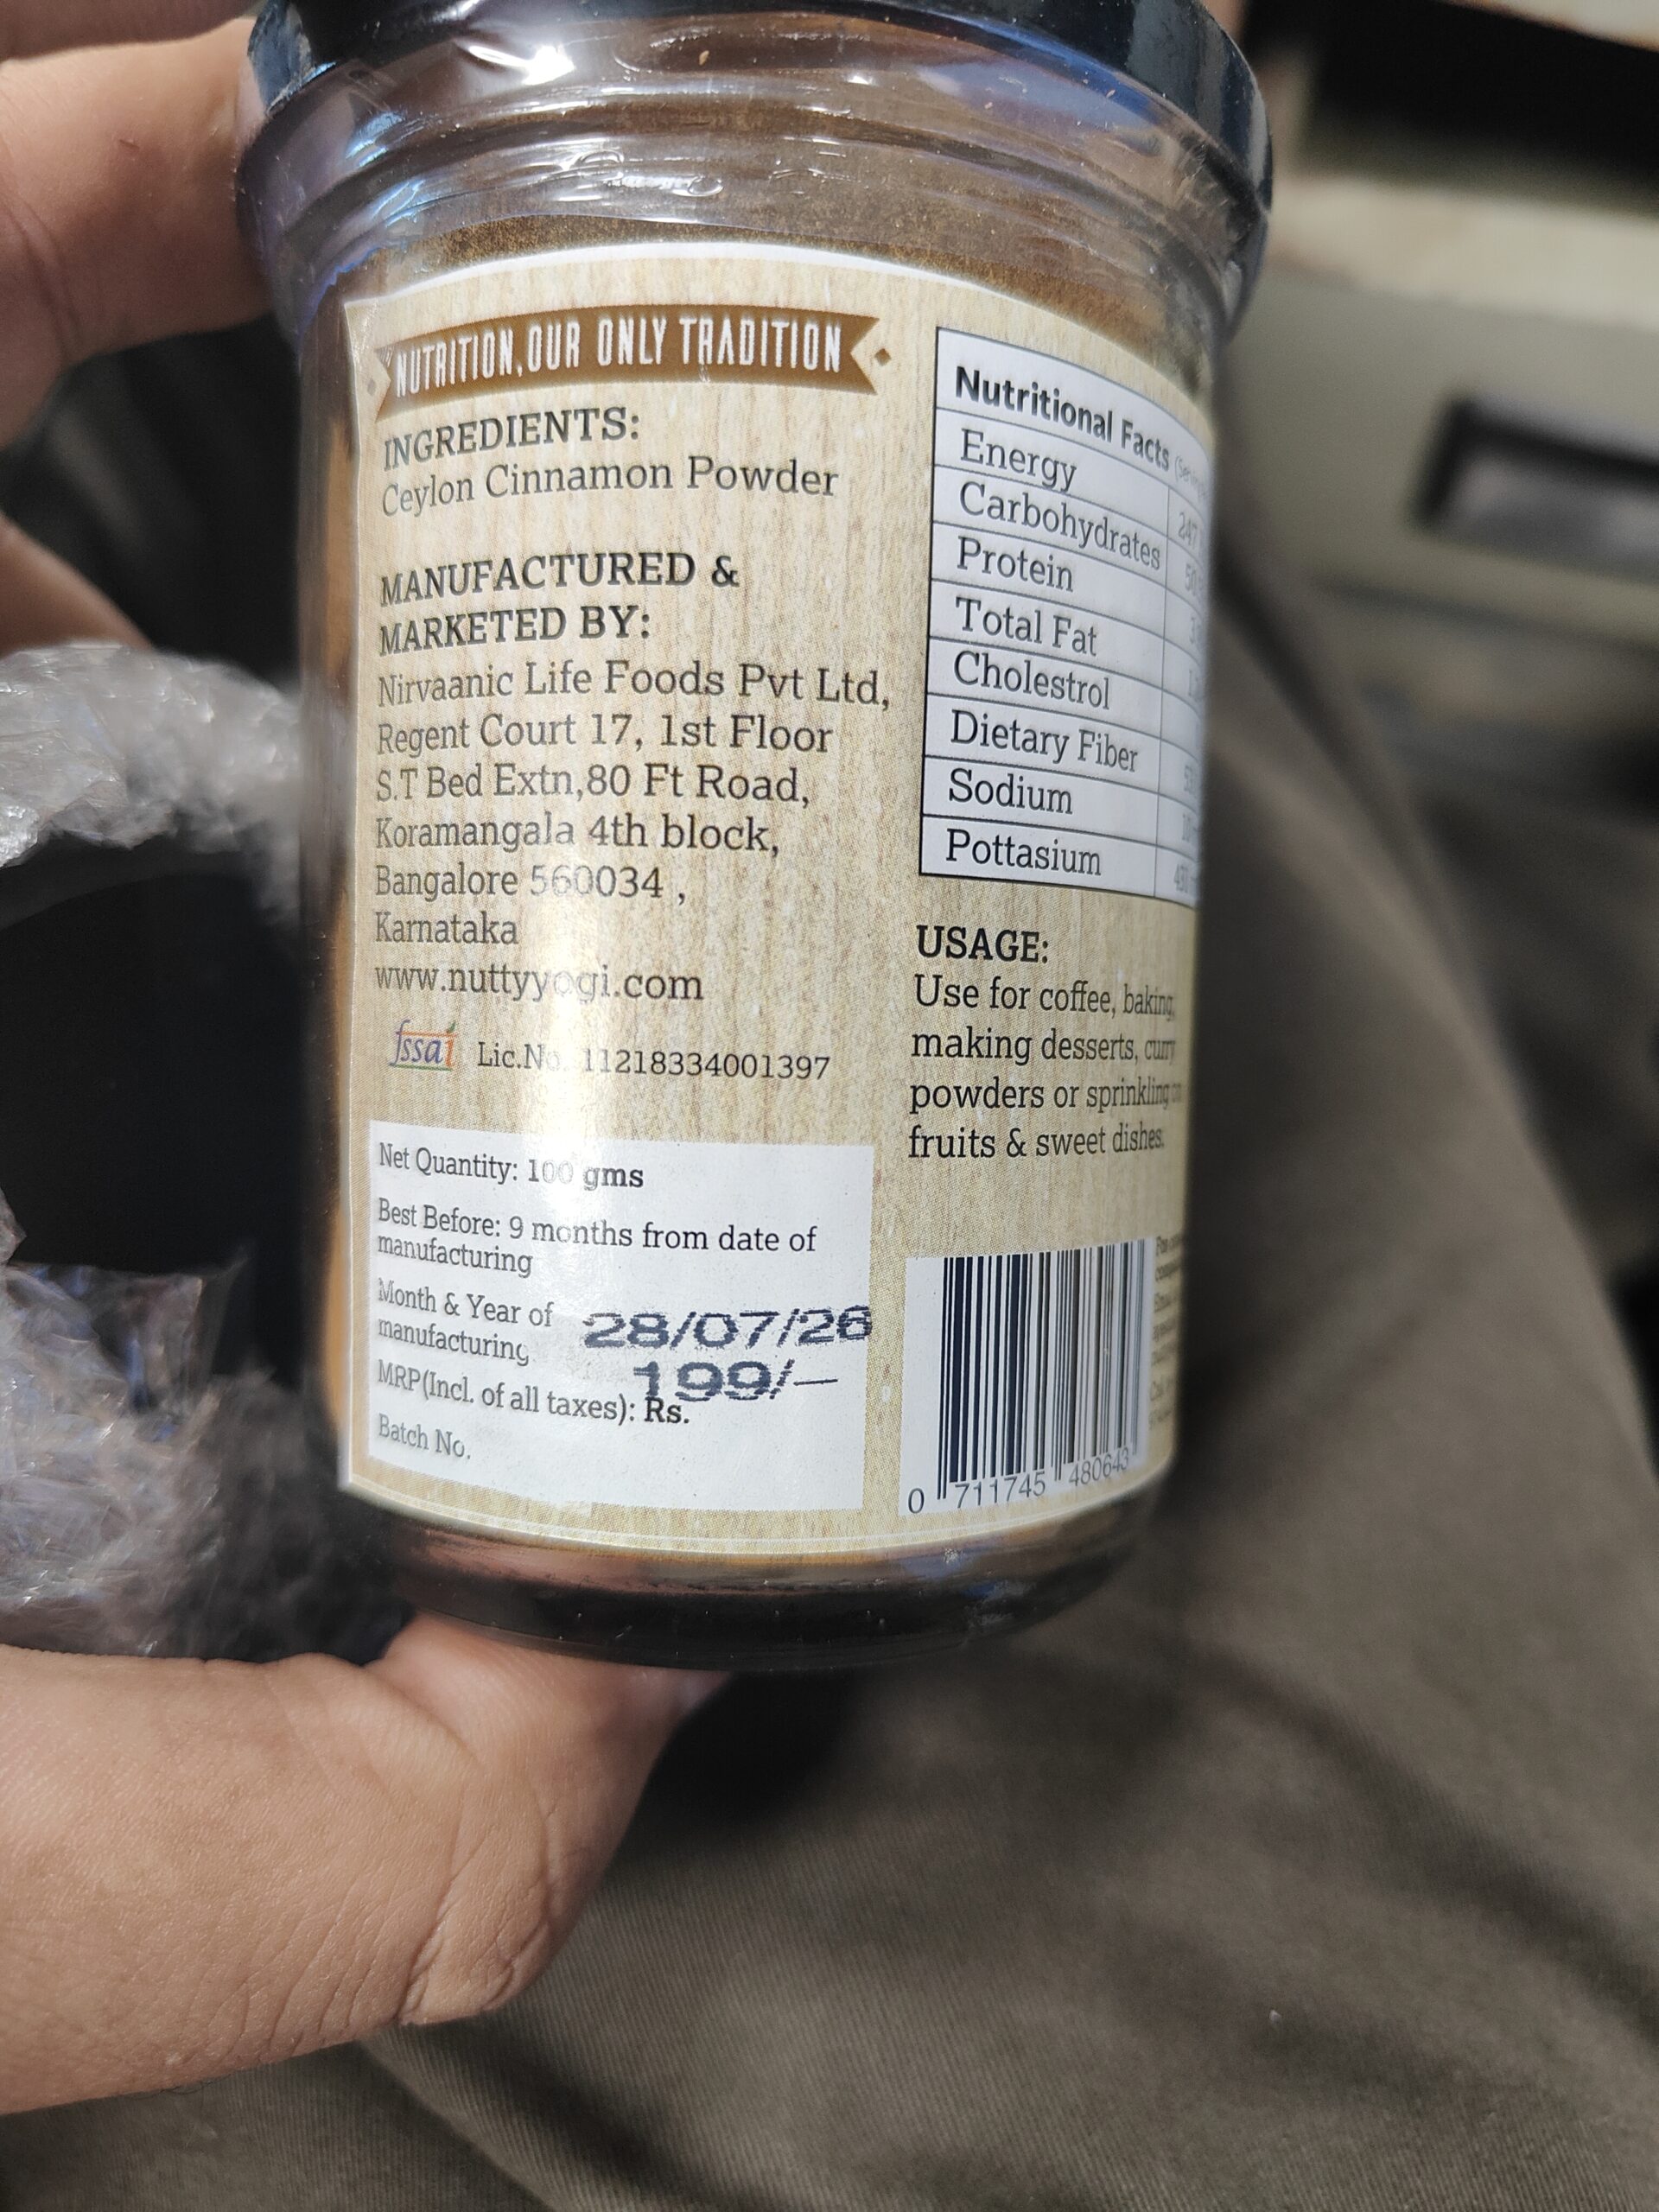 "NUTRITION, OUR ONLY TRADITION
INGREDIENTS:
Ceylon Cinnamon Powder
MANUFACTURED &
MARKETED BY:
Nirvaanic Life Foods Pvt Ltd,
Regent Court 17, 1st Floor
S.T Bed Extn,80 Ft Road,
Koramangala 4th block,
Bangalore 560034 ,
Karnataka
www.nuttyyogi.com
fssai Lic.No. 11218334001397
Net Quantity: 100 gms
Best Before: 9 months from date of
manufacturing
Month & Year of
manufacturing 28/07/26
199/-
MRP(Incl. of all taxes): Rs.
Batch No.
Nutritional Facts
Energy
Carbohydrates
Protein
Total Fat
Cholestrol
Dietary Fiber
Sodium
Pottasium
USAGE:
Use for coffee, baking,
making desserts, curry
powders or sprinkling on
fruits & sweet dishes.
0 711745 480643